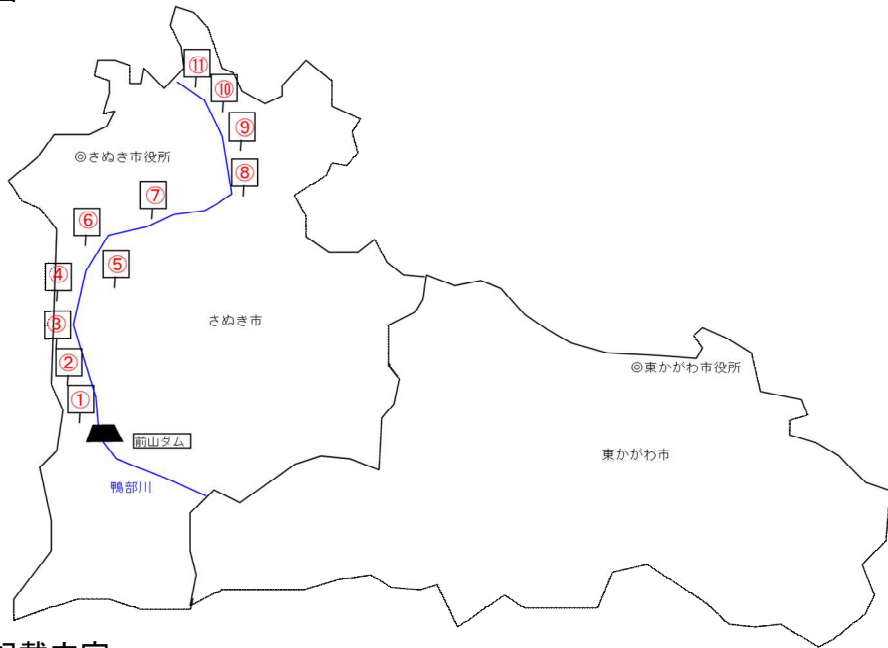 ⑪
⑩
⑨
◎さぬき市役所
⑧
⑦
⑥
⑤
④
③
さぬき市
②
◎東かがわ市役所
①
前山ダム
東かがわ市
鴨部川